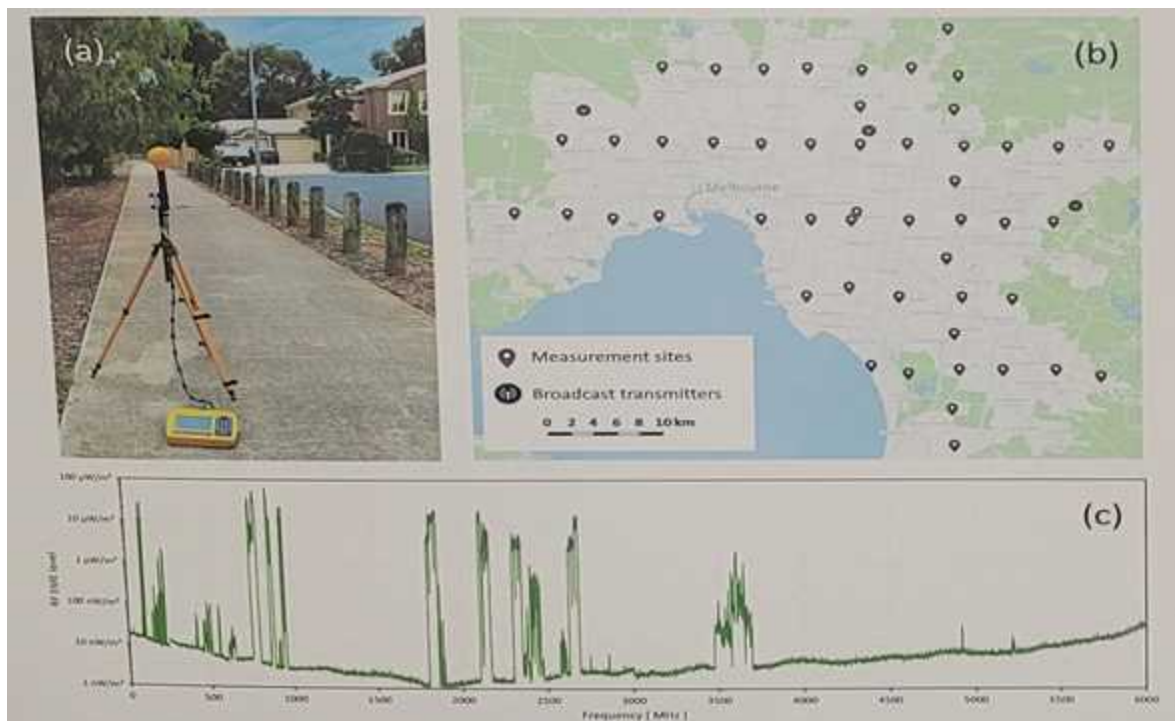 (a)
(b)
Melbourne
Measurement sites
Broadcast transmitters
0 2 4 6 8 10 km
(c)
100 µW/m²
10 µW/m²
1 µW/m²
100 nW/m²
10 nW/m²
1 nW/m²
0 500 1000 1500 2000 2500 3000 3500 4000 4500 5000 5500 6000
Frequency [ MHz ]